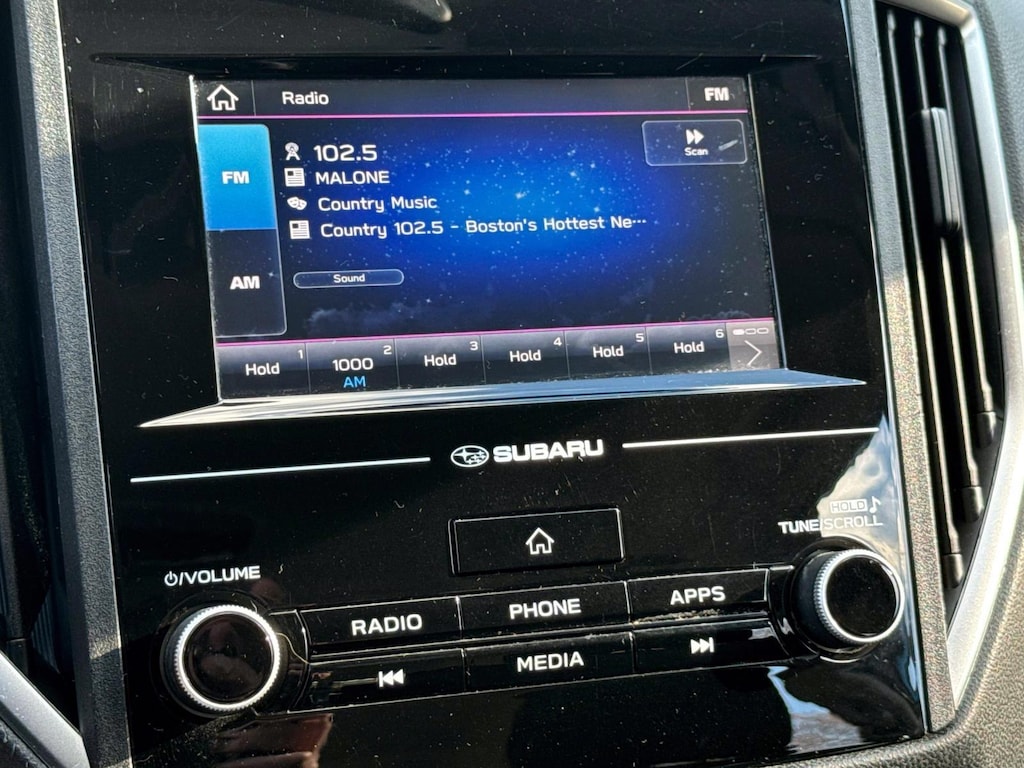 Radio FM
FM
102.5
MALONE
Country Music
Country 102.5 - Boston's Hottest Ne...
Scan
AM
Sound
Hold 1
1000 2
AM
Hold 3
Hold 4
Hold 5
Hold 6
SUBARU
HOLD
TUNE/SCROLL
/VOLUME
RADIO
PHONE
APPS
MEDIA